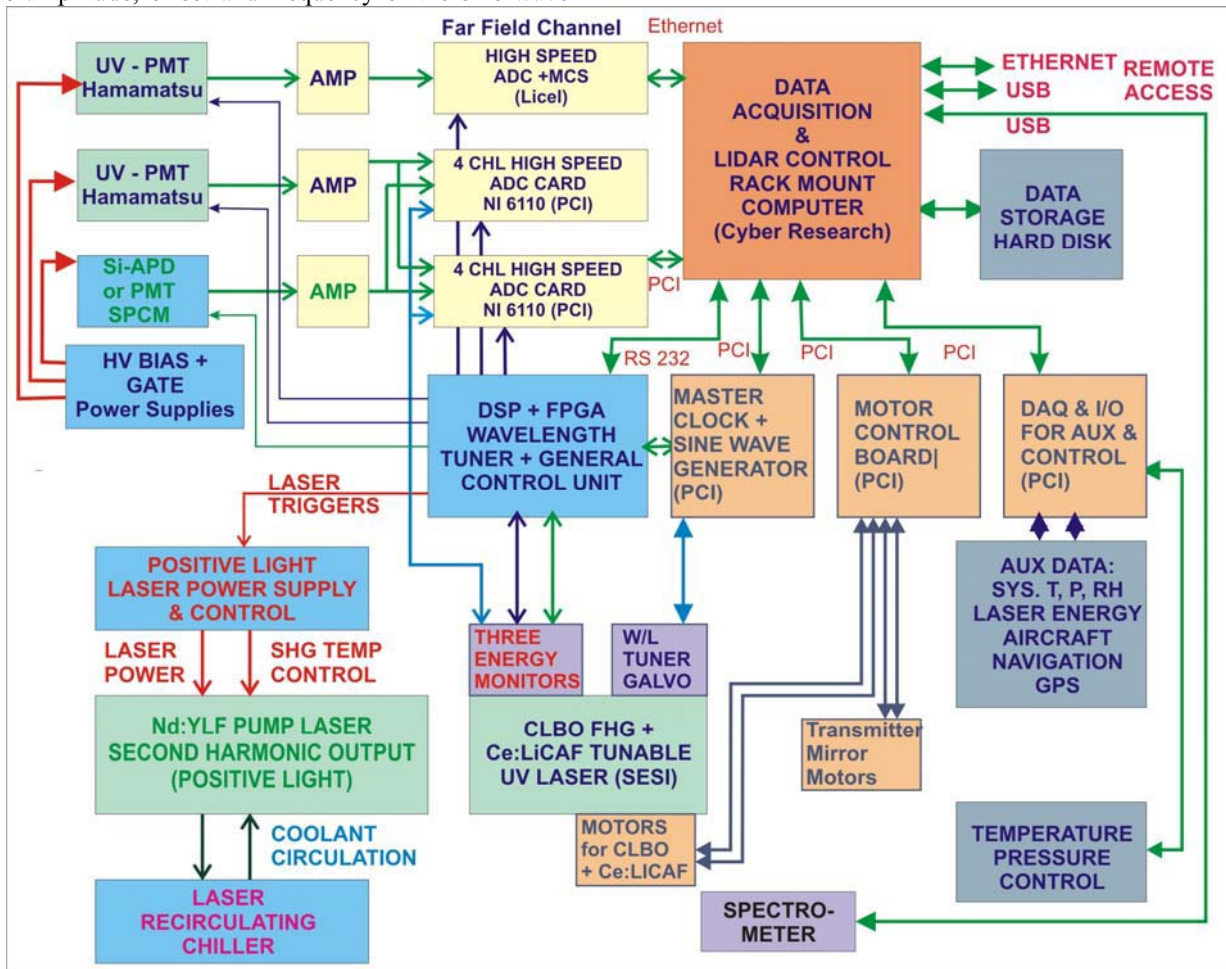 amplitude, offset and frequency of the sine wave
Far Field Channel
Ethernet
UV - PMT
Hamamatsu
AMP
HIGH SPEED
ADC +MCS
(Licel)
DATA
ACQUISITION
&
LIDAR CONTROL
RACK MOUNT
COMPUTER
(Cyber Research)
ETHERNET
USB
REMOTE
ACCESS
USB
UV - PMT
Hamamatsu
AMP
4 CHL HIGH SPEED
ADC CARD
NI 6110 (PCI)
DATA
STORAGE
HARD DISK
Si-APD
or PMT
SPCM
AMP
4 CHL HIGH SPEED
ADC CARD
NI 6110 (PCI)
PCI
HV BIAS +
GATE
Power Supplies
RS 232
PCI
PCI
PCI
DSP + FPGA
WAVELENGTH
TUNER + GENERAL
CONTROL UNIT
MASTER
CLOCK +
SINE WAVE
GENERATOR
(PCI)
MOTOR
CONTROL
BOARD|
(PCI)
DAQ & I/O
FOR AUX &
CONTROL
(PCI)
LASER
TRIGGERS
POSITIVE LIGHT
LASER POWER SUPPLY
& CONTROL
AUX DATA:
SYS. T, P, RH
LASER ENERGY
AIRCRAFT
NAVIGATION
GPS
LASER
POWER
SHG TEMP
CONTROL
THREE
ENERGY
MONITORS
W/L
TUNER
GALVO
Nd:YLF PUMP LASER
SECOND HARMONIC OUTPUT
(POSITIVE LIGHT)
CLBO FHG +
Ce:LiCAF TUNABLE
UV LASER (SESI)
Transmitter
Mirror
Motors
COOLANT
CIRCULATION
MOTORS
for CLBO
+ Ce:LICAF
TEMPERATURE
PRESSURE
CONTROL
LASER
RECIRCULATING
CHILLER
SPECTRO-
METER